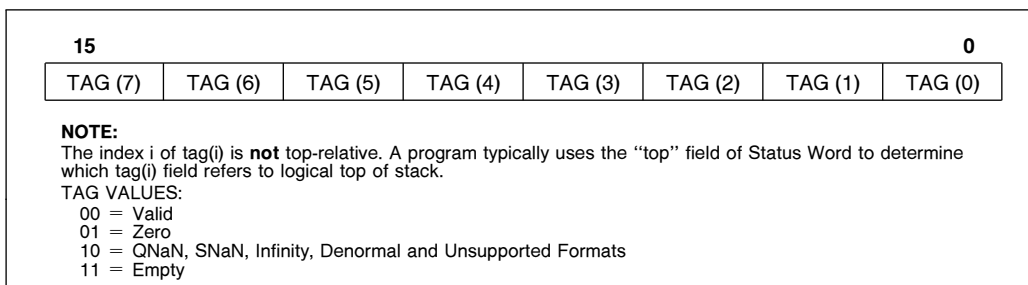 15 0
TAG (7) TAG (6) TAG (5) TAG (4) TAG (3) TAG (2) TAG (1) TAG (0)
NOTE:
The index i of tag(i) is not top-relative. A program typically uses the ‘‘top’’ field of Status Word to determine
which tag(i) field refers to logical top of stack.
TAG VALUES:
00 = Valid
01 = Zero
10 = QNaN, SNaN, Infinity, Denormal and Unsupported Formats
11 = Empty